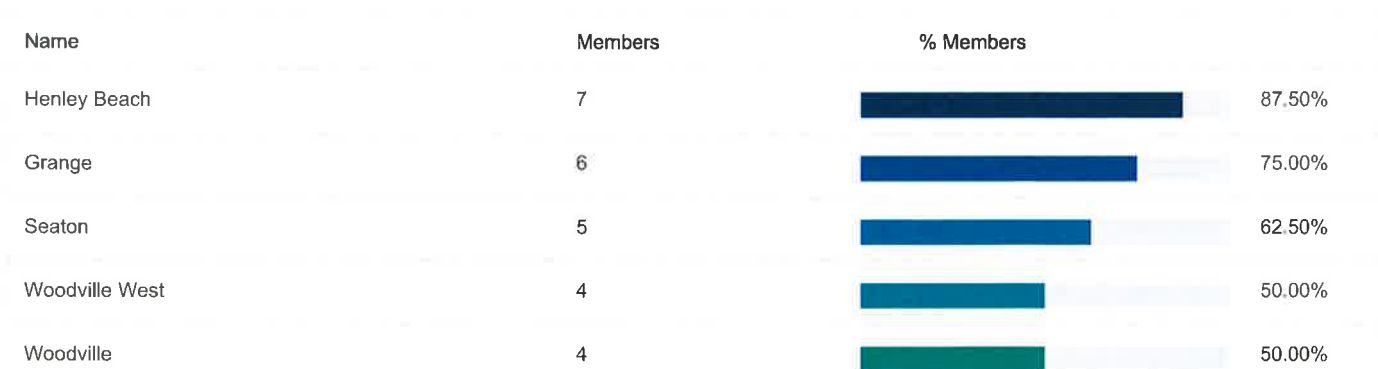 Name Members % Members
Henley Beach 7 87.50%
Grange 6 75.00%
Seaton 5 62.50%
Woodville West 4 50.00%
Woodville 4 50.00%